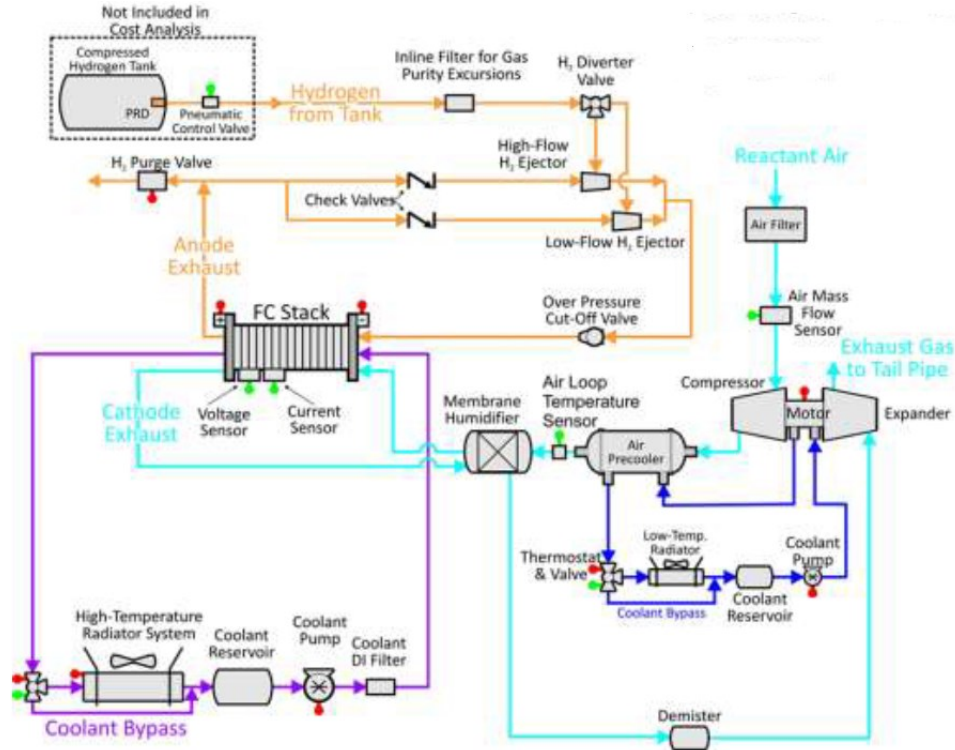 Not Included in
Cost Analysis
Compressed
Hydrogen Tank
PRD
Pneumatic
Control Valve
Hydrogen
from Tank
Inline Filter for Gas
Purity Excursions
H₂ Diverter
Valve
High-Flow
H₂ Ejector
H₂ Purge Valve
Check Valves
Low-Flow H₂ Ejector
Reactant Air
Air Filter
Anode
Exhaust
FC Stack
Over Pressure
Cut-Off Valve
Air Mass
Flow
Sensor
Exhaust Gas
to Tail Pipe
Compressor
Motor
Expander
Cathode
Exhaust
Voltage
Sensor
Current
Sensor
Membrane
Humidifier
Air Loop
Temperature
Sensor
Air
Precooler
Thermostat
& Valve
Low-Temp.
Radiator
Coolant
Pump
Coolant Bypass
Coolant
Reservoir
High-Temperature
Radiator System
Coolant
Reservoir
Coolant
Pump
Coolant
DI Filter
Coolant Bypass
Demister